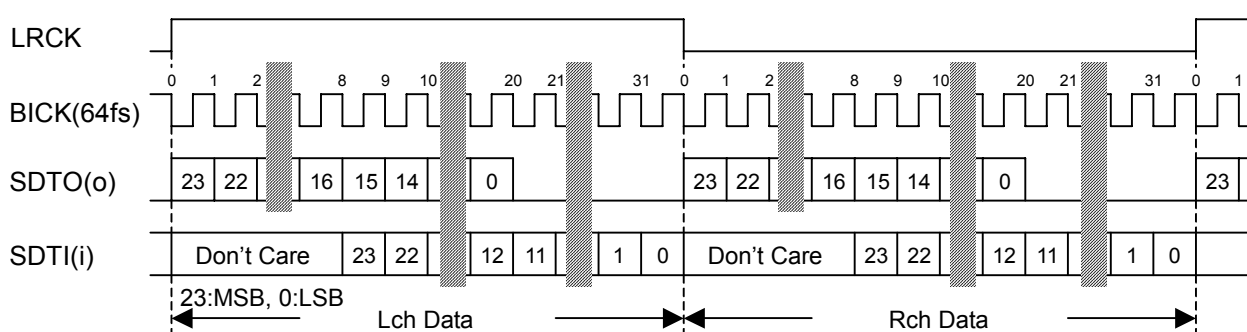 LRCK
0 1 2 8 9 10 20 21 31 0 1 2 8 9 10 20 21 31 0 1
BICK(64fs)
SDTO(o) 23 22 16 15 14 0 23 22 16 15 14 0 23
SDTI(i) Don't Care 23 22 12 11 1 0 Don't Care 23 22 12 11 1 0
23:MSB, 0:LSB
Lch Data Rch Data